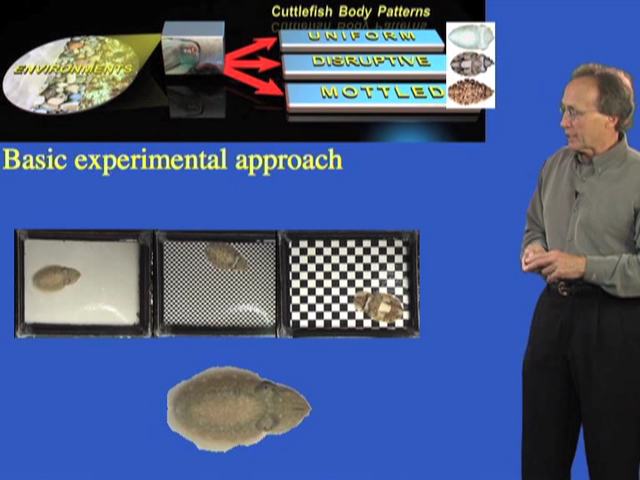 Cuttlefish Body Patterns
ENVIRONMENTS
UNIFORM
DISRUPTIVE
MOTTLED
Basic experimental approach